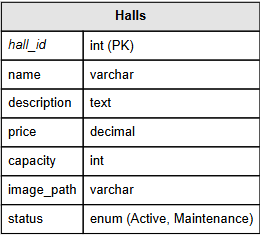 Halls
hall_id int (PK)
name varchar
description text
price decimal
capacity int
image_path varchar
status enum (Active, Maintenance)